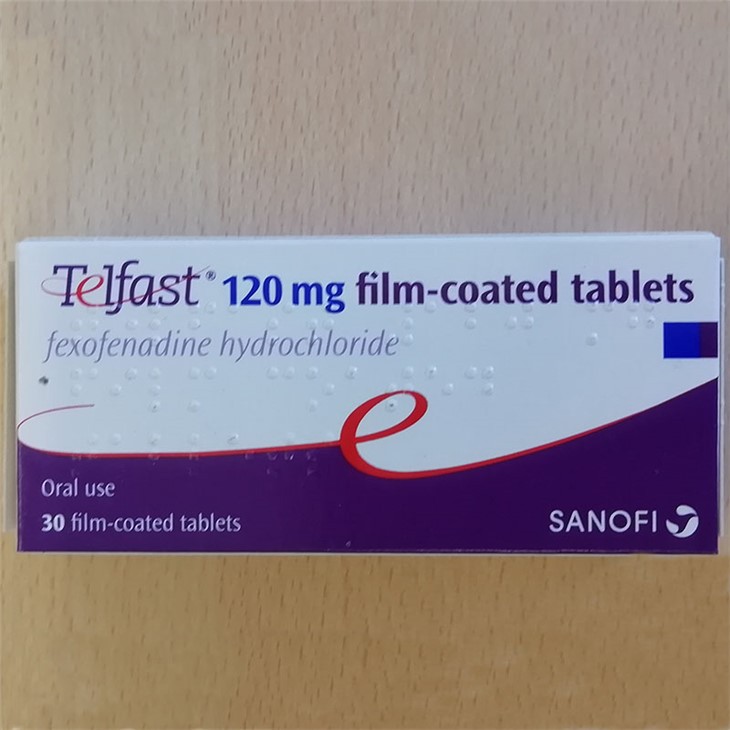 Telfast® 120 mg film-coated tablets
fexofenadine hydrochloride
Oral use
30 film-coated tablets
SANOFI